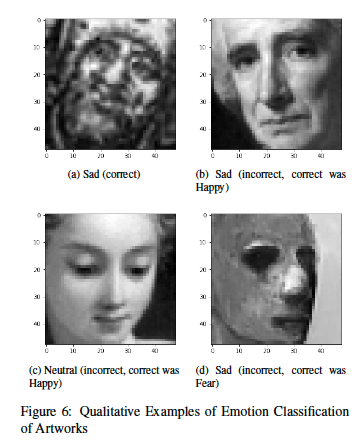 0
10
20
30
40
0 10 20 30 40
0
10
20
30
40
0 10 20 30 40
(a) Sad (correct)
(b) Sad (incorrect, correct was
Happy)
0
10
20
30
40
0 10 20 30 40
0
10
20
30
40
0 10 20 30 40
(c) Neutral (incorrect, correct was
Happy)
(d) Sad (incorrect, correct was
Fear)
Figure 6: Qualitative Examples of Emotion Classification
of Artworks